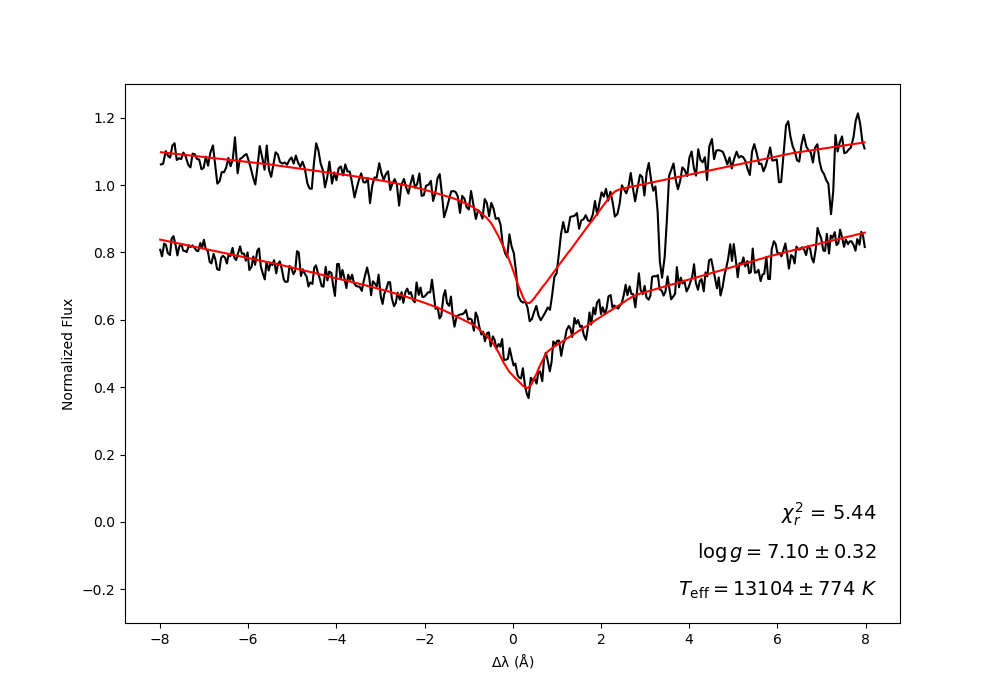 1.2
1.0
0.8
0.6
0.4
0.2
0.0
−0.2
Normalized Flux
χ²ᵣ = 5.44
log g = 7.10 ± 0.32
T_eff = 13104 ± 774 K
−8 −6 −4 −2 0 2 4 6 8
Δλ (Å)